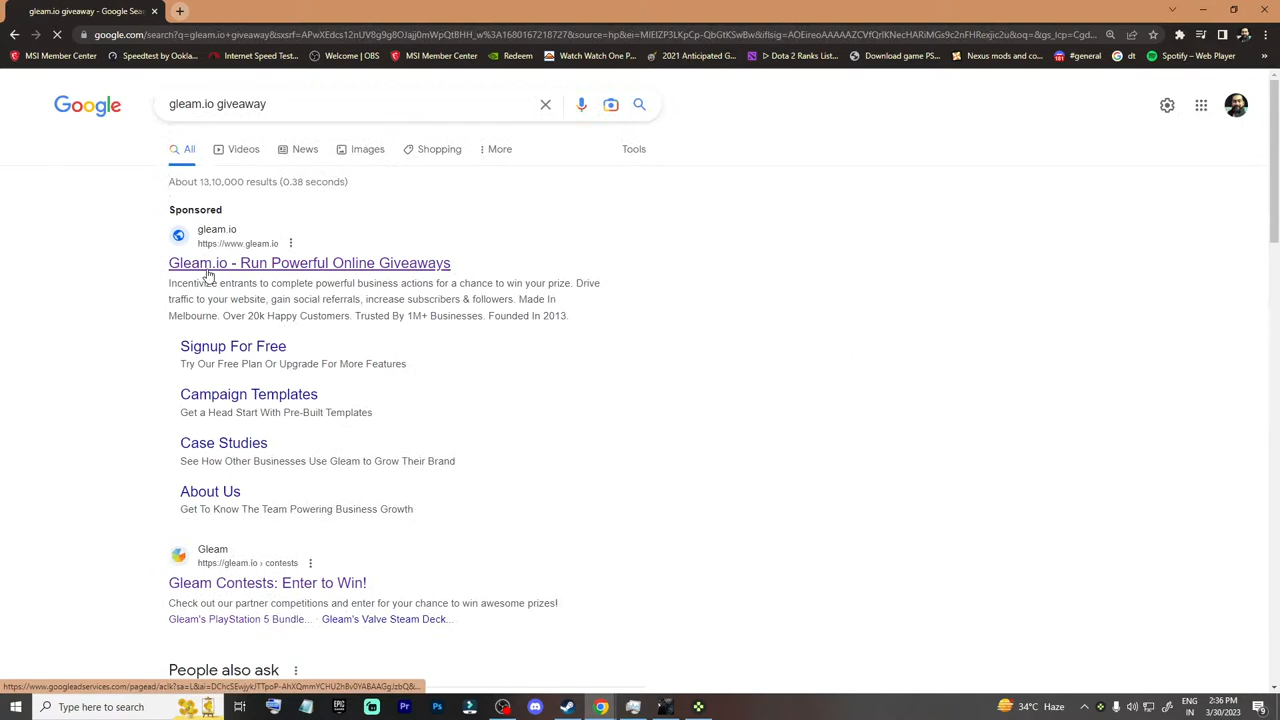 gleam.io giveaway - Google Sea
google.com/search?q=gleam.io+giveaway&sxsrf=
MSI Member Center
Speedtest by Ookla...
Instant Gaming
Welcome | OBS
MSI Member Center
Redeem
Watch Watch One P...
2021 Anticipated G...
Dota 2 Ranks List...
Download game PS...
Nexus mods and co...
#general
dt
Spotify - Web Player
Google
gleam.io giveaway
All
Videos
News
Images
Shopping
More
Tools
About 13,10,000 results (0.38 seconds)
Sponsored
gleam.io
https://www.gleam.io
Gleam.io - Run Powerful Online Giveaways
Incentivise entrants to complete powerful business actions for a chance to win your prize. Drive
traffic to your website, gain social referrals, increase subscribers & followers. Made In
Melbourne. Over 20k Happy Customers. Trusted By 1M+ Businesses. Founded In 2013.
Signup For Free
Try Our Free Plan Or Upgrade For More Features
Campaign Templates
Get a Head Start With Pre-Built Templates
Case Studies
See How Other Businesses Use Gleam to Grow Their Brand
About Us
Get To Know The Team Powering Business Growth
Gleam
https://gleam.io › contests
Gleam Contests: Enter to Win!
Check out our partner competitions and enter for your chance to win awesome prizes!
Gleam's PlayStation 5 Bundle... · Gleam's Valve Steam Deck...
People also ask
Type here to search
34°C Haze
ENG
IN
2:36 PM
3/30/2023